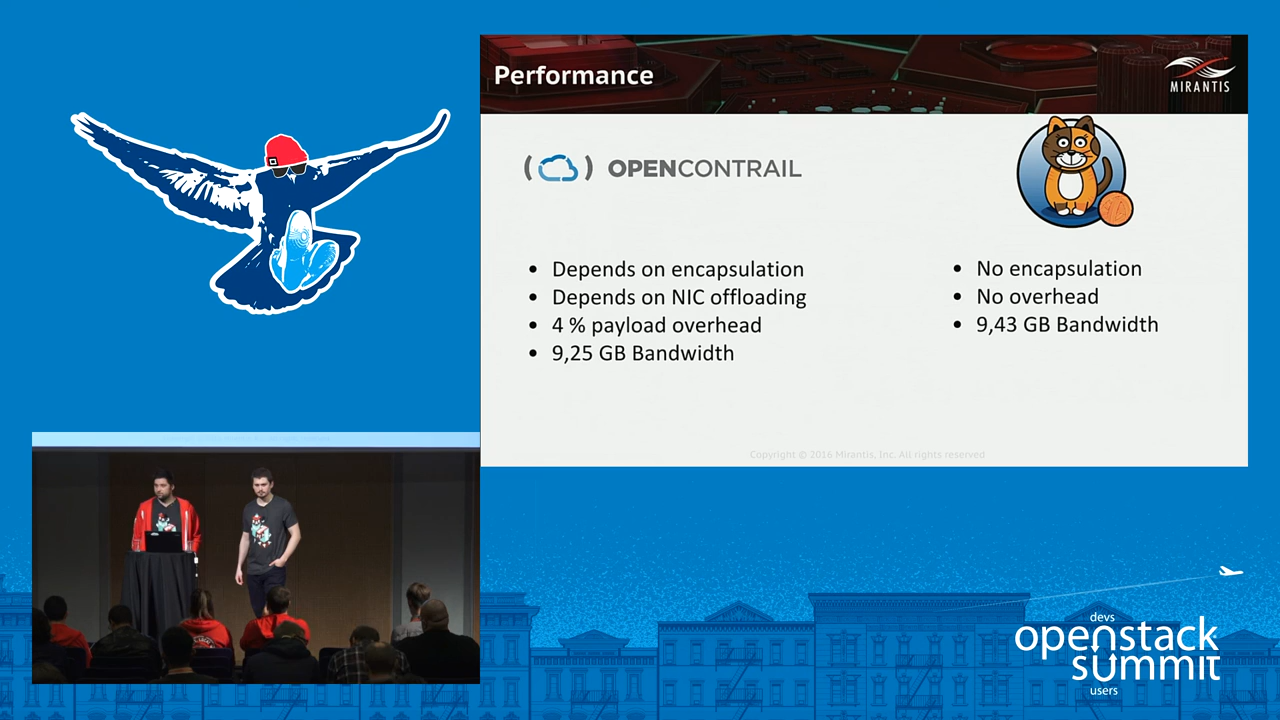 Performance
MIRANTIS
OPENCONTRAIL
• Depends on encapsulation
• Depends on NIC offloading
• 4 % payload overhead
• 9,25 GB Bandwidth
• No encapsulation
• No overhead
• 9,43 GB Bandwidth
Copyright © 2016 Mirantis, Inc. All rights reserved
devs
openstack
summit
users